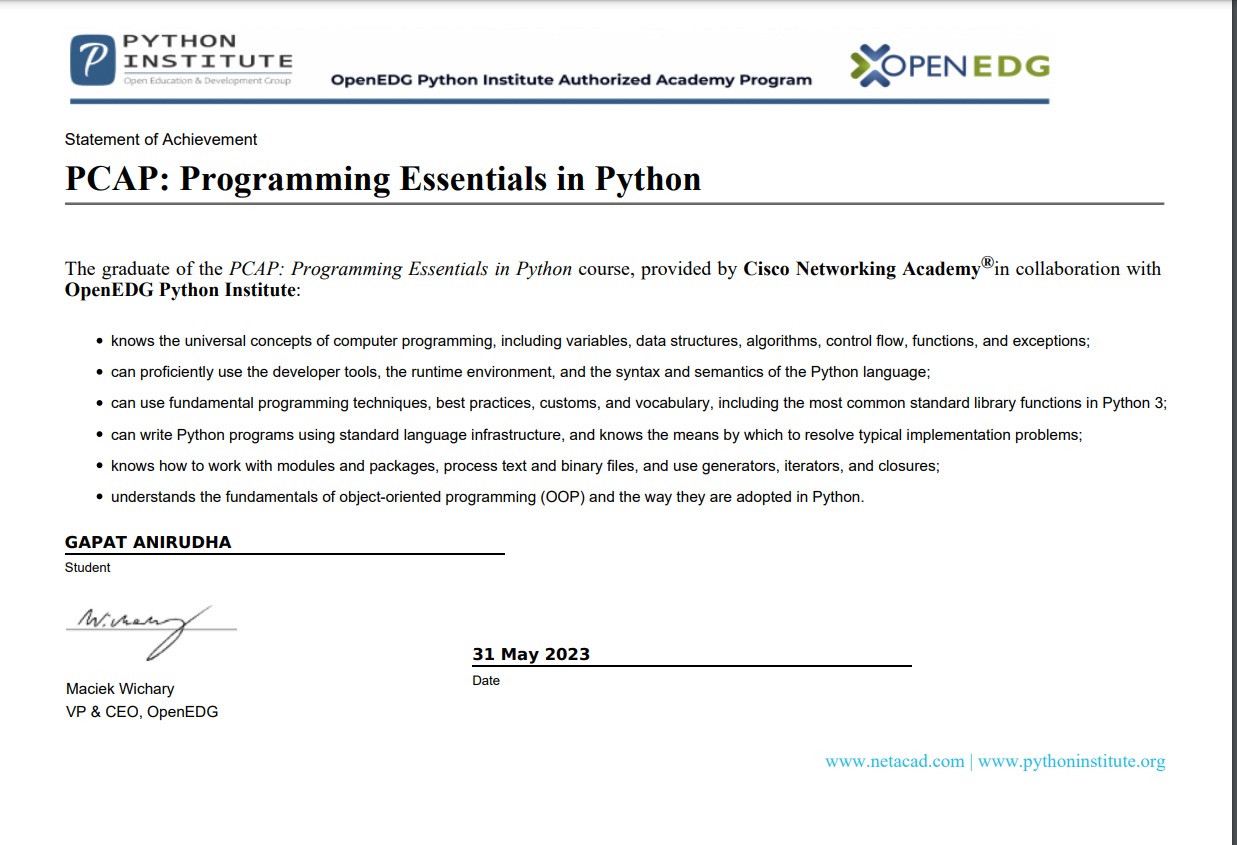 PYTHON
INSTITUTE
Open Education & Development Group
OpenEDG Python Institute Authorized Academy Program
OPENEDG
Statement of Achievement
PCAP: Programming Essentials in Python
The graduate of the PCAP: Programming Essentials in Python course, provided by Cisco Networking Academy®in collaboration with
OpenEDG Python Institute:
• knows the universal concepts of computer programming, including variables, data structures, algorithms, control flow, functions, and exceptions;
• can proficiently use the developer tools, the runtime environment, and the syntax and semantics of the Python language;
• can use fundamental programming techniques, best practices, customs, and vocabulary, including the most common standard library functions in Python 3;
• can write Python programs using standard language infrastructure, and knows the means by which to resolve typical implementation problems;
• knows how to work with modules and packages, process text and binary files, and use generators, iterators, and closures;
• understands the fundamentals of object-oriented programming (OOP) and the way they are adopted in Python.
GAPAT ANIRUDHA
Student
31 May 2023
Date
Maciek Wichary
VP & CEO, OpenEDG
www.netacad.com | www.pythoninstitute.org